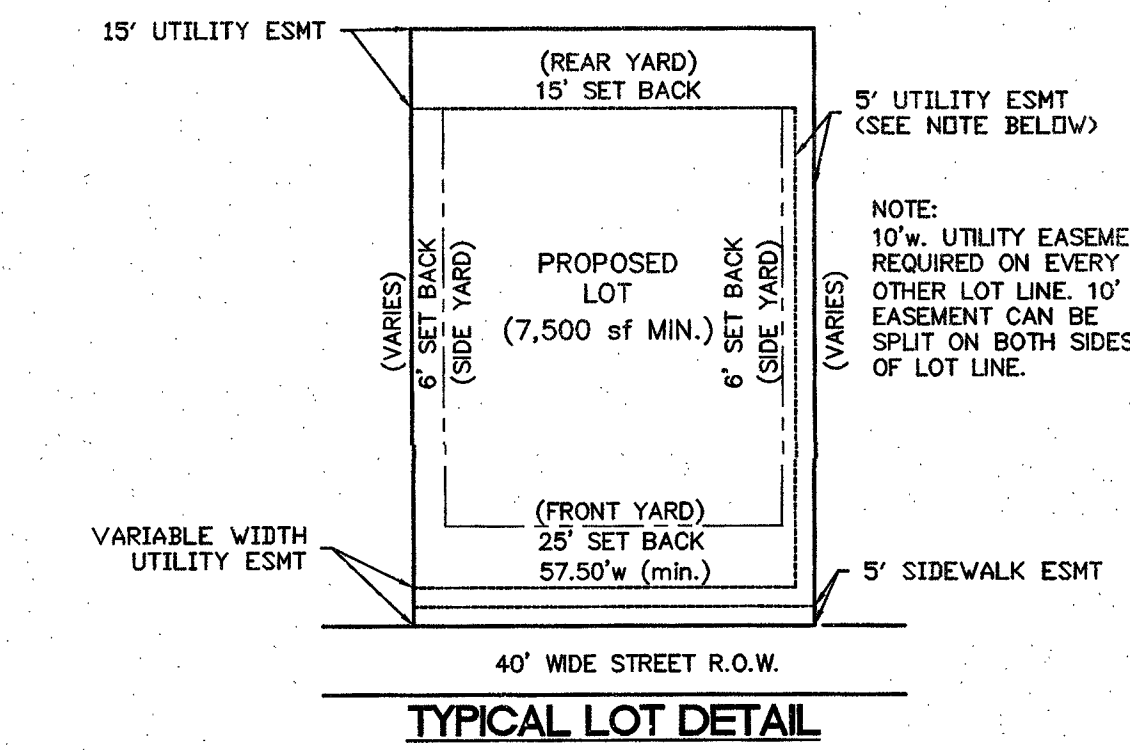 15' UTILITY ESMT
(REAR YARD)
15' SET BACK
5' UTILITY ESMT
(SEE NOTE BELOW)
NOTE:
10'w. UTILITY EASEME
REQUIRED ON EVERY
OTHER LOT LINE. 10'
EASEMENT CAN BE
SPLIT ON BOTH SIDES
OF LOT LINE.
(VARIES)
6' SET BACK
(SIDE YARD)
PROPOSED
LOT
(7,500 sf MIN.)
6' SET BACK
(SIDE YARD)
(VARIES)
(FRONT YARD)
25' SET BACK
57.50'w (min.)
VARIABLE WIDTH
UTILITY ESMT
5' SIDEWALK ESMT
40' WIDE STREET R.O.W.
TYPICAL LOT DETAIL